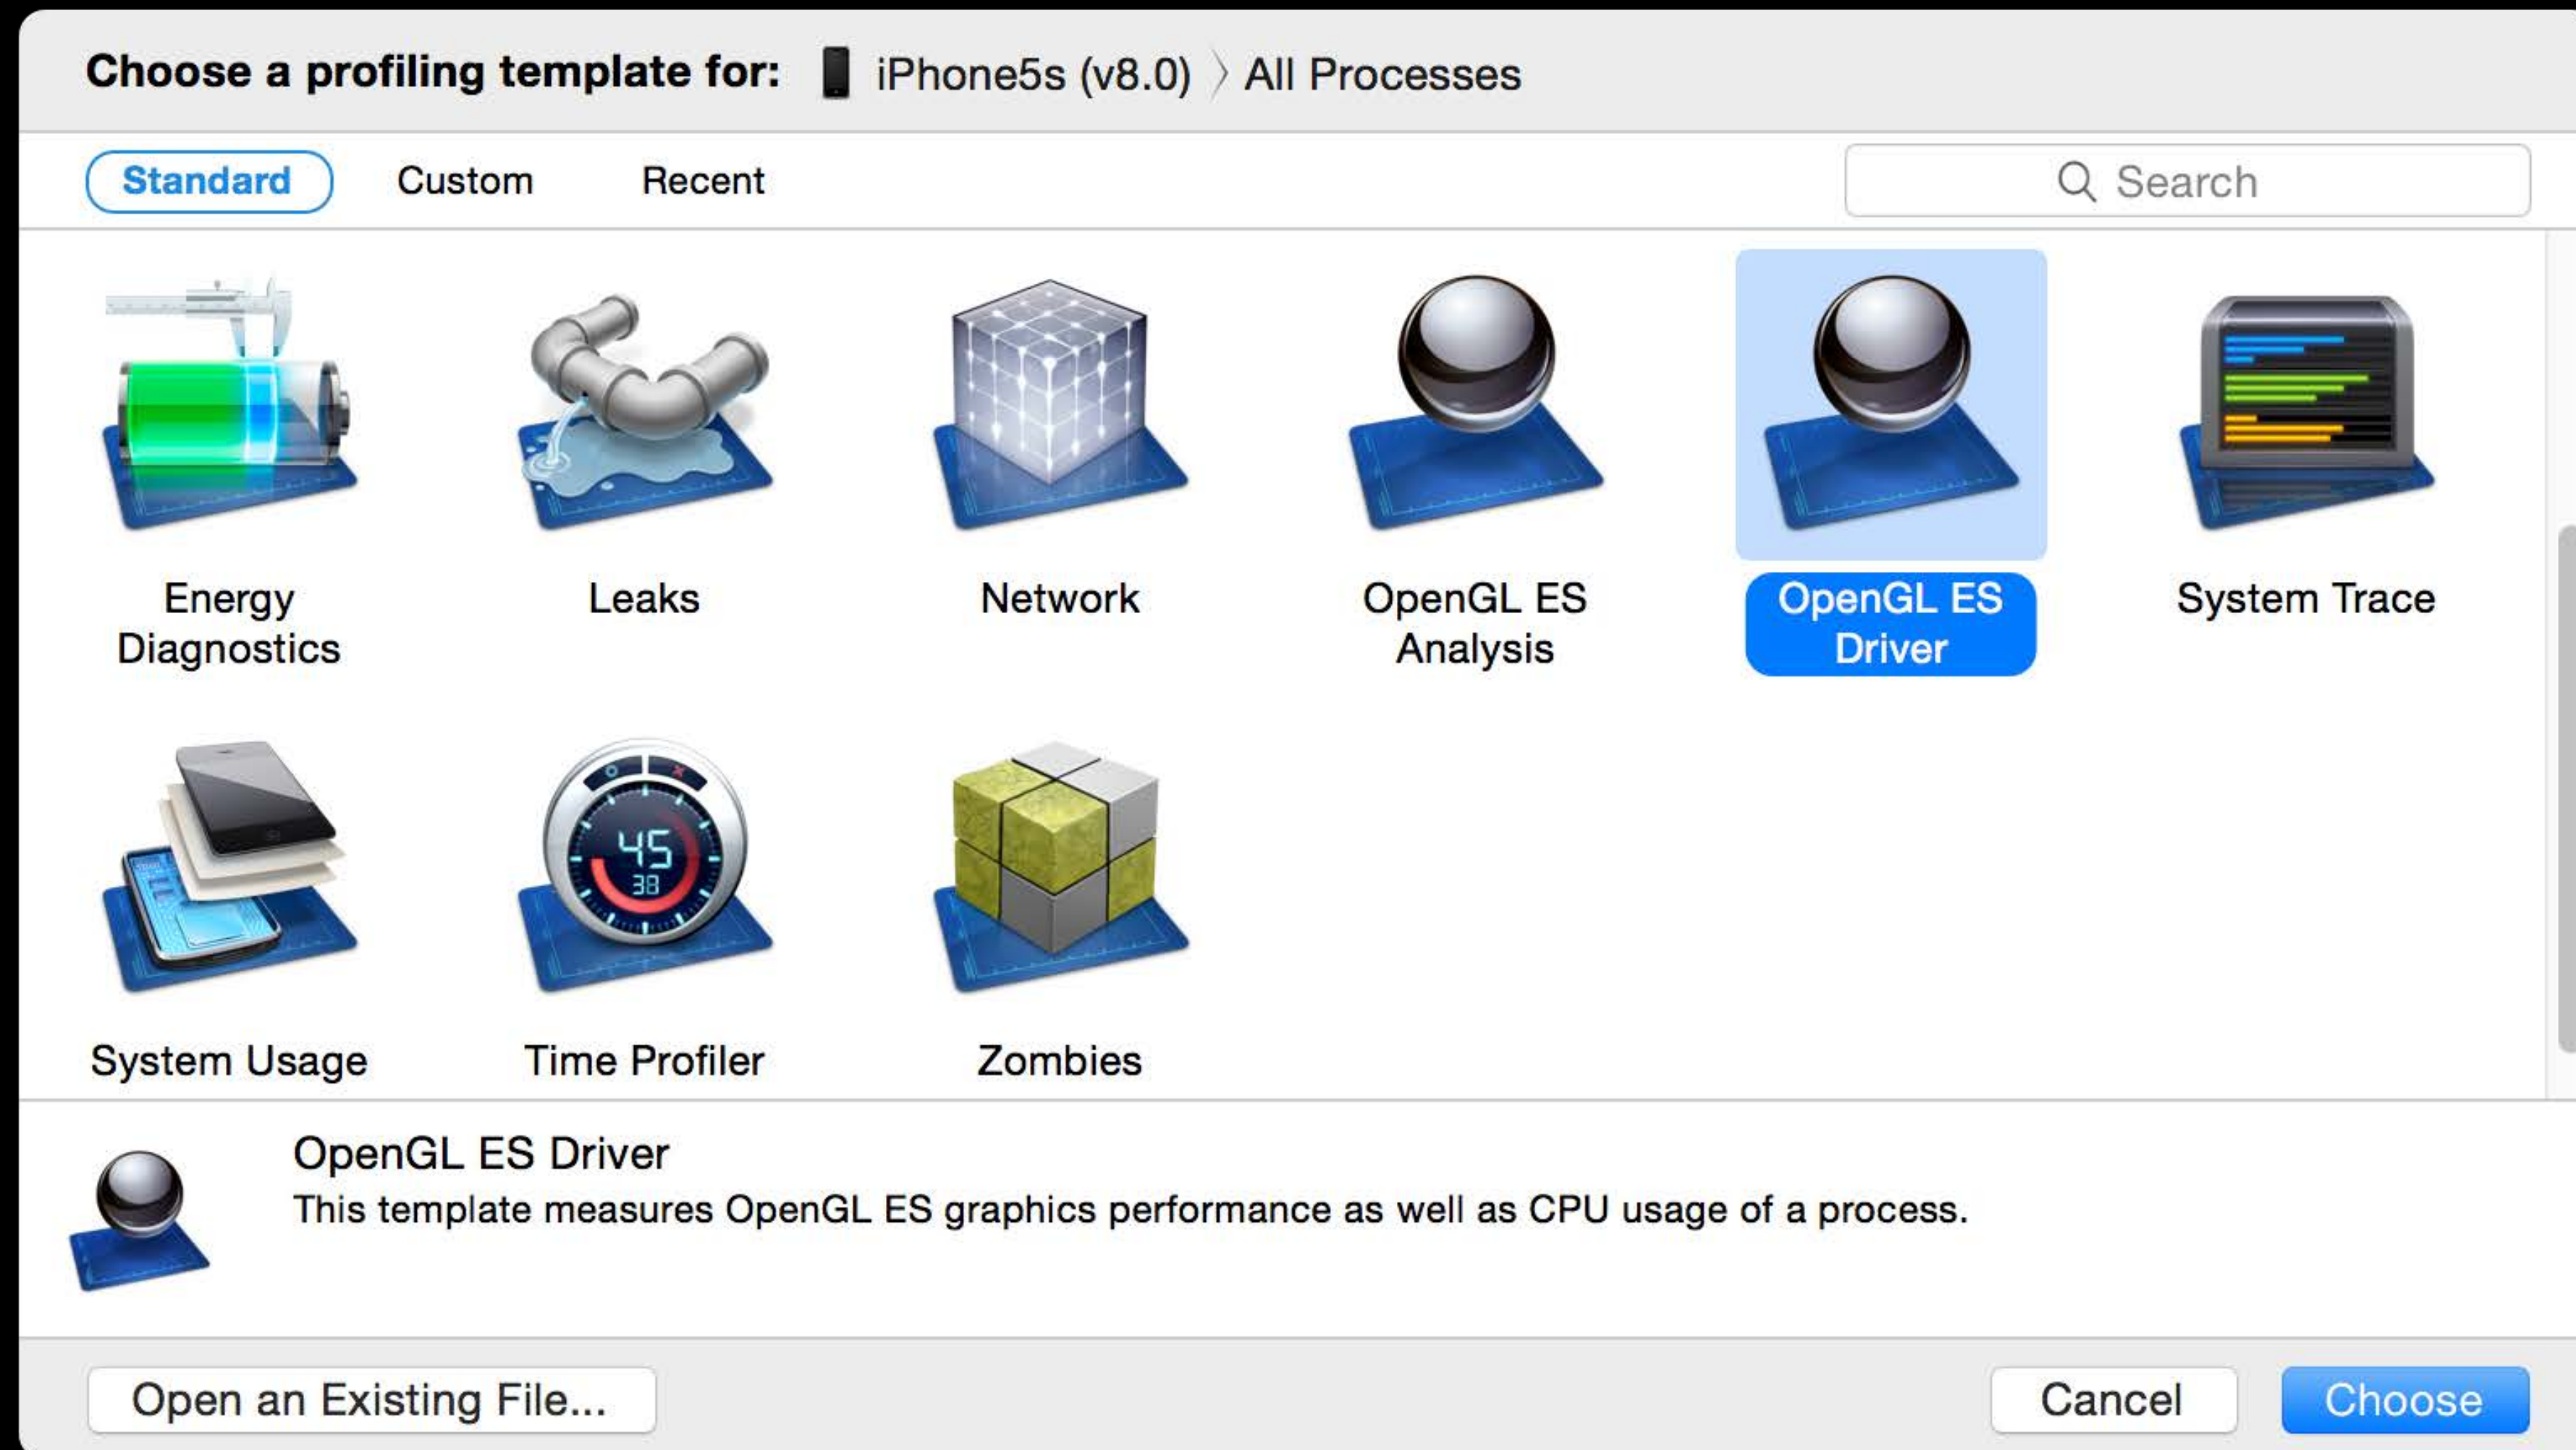 Choose a profiling template for: iPhone5s (v8.0) 〉 All Processes
Standard Custom Recent Search
Energy Diagnostics
Leaks
Network
OpenGL ES Analysis
OpenGL ES Driver
System Trace
System Usage
45
38
Time Profiler
Zombies
OpenGL ES Driver
This template measures OpenGL ES graphics performance as well as CPU usage of a process.
Open an Existing File... Cancel Choose